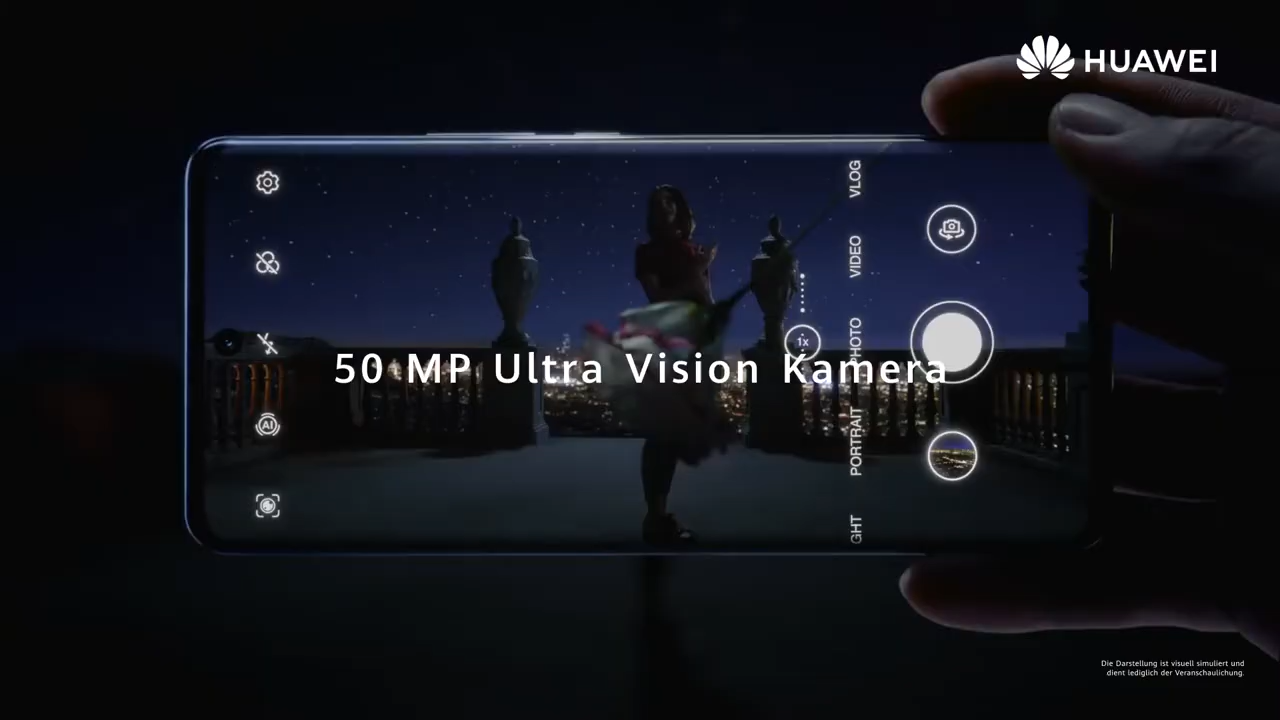 HUAWEI
VLOG
VIDEO
1x
PHOTO
50 MP Ultra Vision Kamera
AI
PORTRAIT
GHT
Die Darstellung ist visuell simuliert und
dient lediglich der Veranschaulichung.